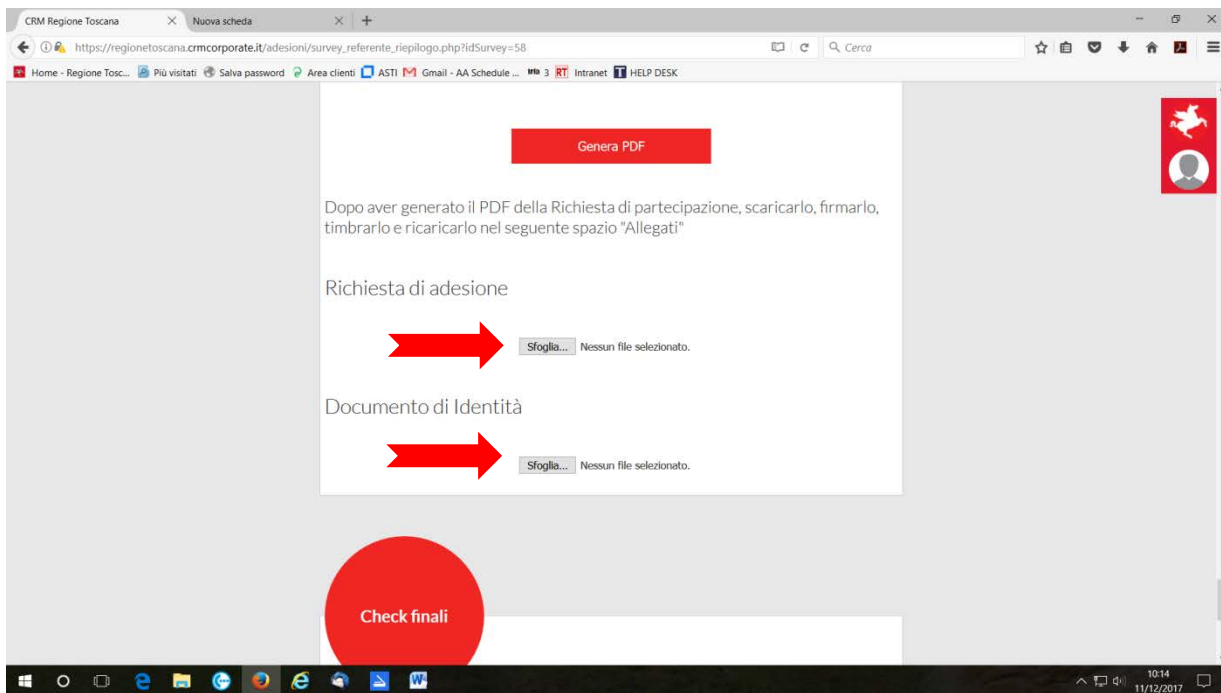 CRM Regione Toscana
Nuova scheda
https://regionetoscana.crmcorporate.it/adesioni/survey_referente_riepilogo.php?idSurvey=58
Cerca
Home - Regione Tosc...
Più visitati
Salva password
Area clienti
ASTI
Gmail - AA Schedule ...
3
RT
Intranet
HELP DESK
Genera PDF
Dopo aver generato il PDF della Richiesta di partecipazione, scaricarlo, firmarlo,
timbrarlo e ricaricarlo nel seguente spazio "Allegati"
Richiesta di adesione
Sfoglia... Nessun file selezionato.
Documento di Identità
Sfoglia... Nessun file selezionato.
Check finali
10:14
11/12/2017